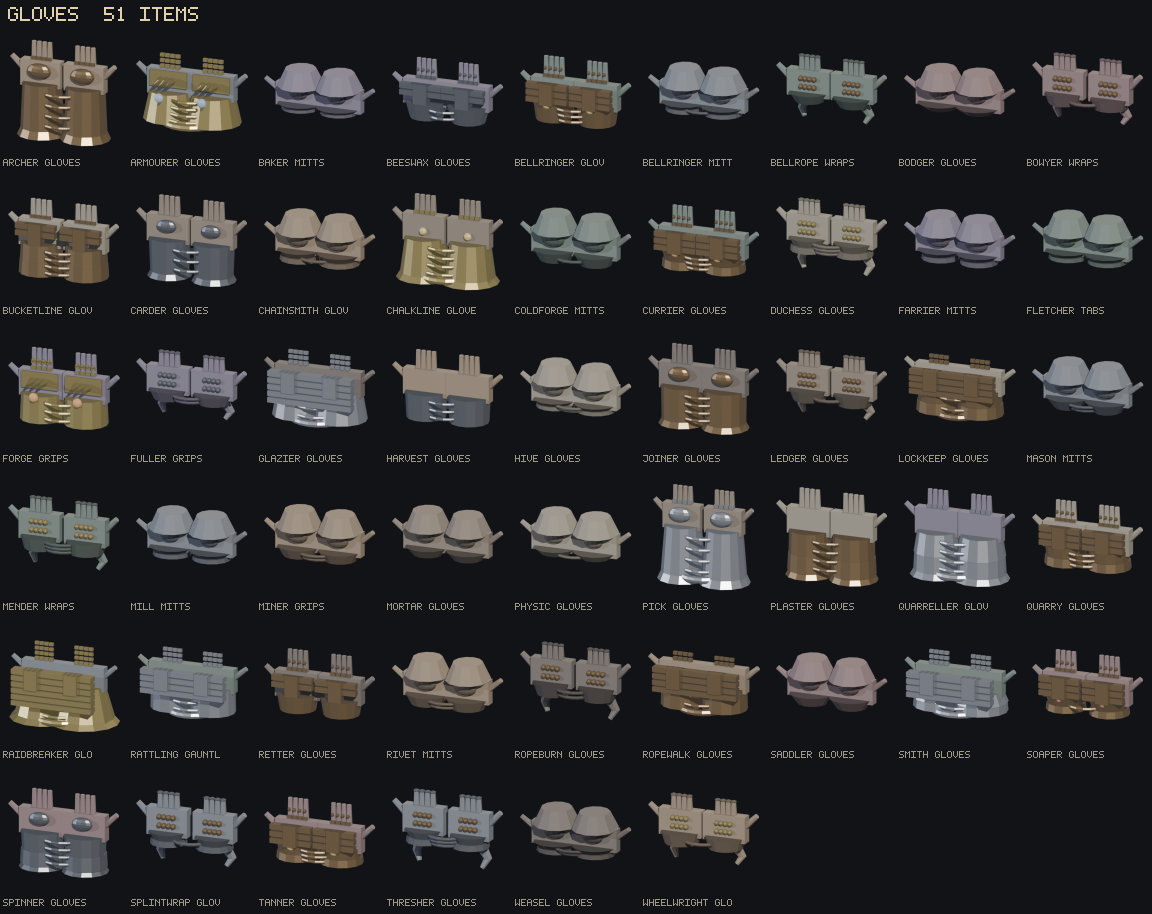 GLOVES 51 ITEMS
ARCHER GLOVES ARMOURER GLOVES BAKER MITTS BEESWAX GLOVES BELLRINGER GLOV BELLRINGER MITT BELLROPE WRAPS BODGER GLOVES BOWYER WRAPS
BUCKETLINE GLOV CARDER GLOVES CHAINSMITH GLOV CHALKLINE GLOVE COLDFORGE MITTS CURRIER GLOVES DUCHESS GLOVES FARRIER MITTS FLETCHER TABS
FORGE GRIPS FULLER GRIPS GLAZIER GLOVES HARVEST GLOVES HIVE GLOVES JOINER GLOVES LEDGER GLOVES LOCKKEEP GLOVES MASON MITTS
MENDER WRAPS MILL MITTS MINER GRIPS MORTAR GLOVES PHYSIC GLOVES PICK GLOVES PLASTER GLOVES QUARRELLER GLOV QUARRY GLOVES
RAIDBREAKER GLO RATTLING GAUNTL RETTER GLOVES RIVET MITTS ROPEBURN GLOVES ROPEWALK GLOVES SADDLER GLOVES SMITH GLOVES SOAPER GLOVES
SPINNER GLOVES SPLINTWRAP GLOV TANNER GLOVES THRESHER GLOVES WEASEL GLOVES WHEELWRIGHT GLO